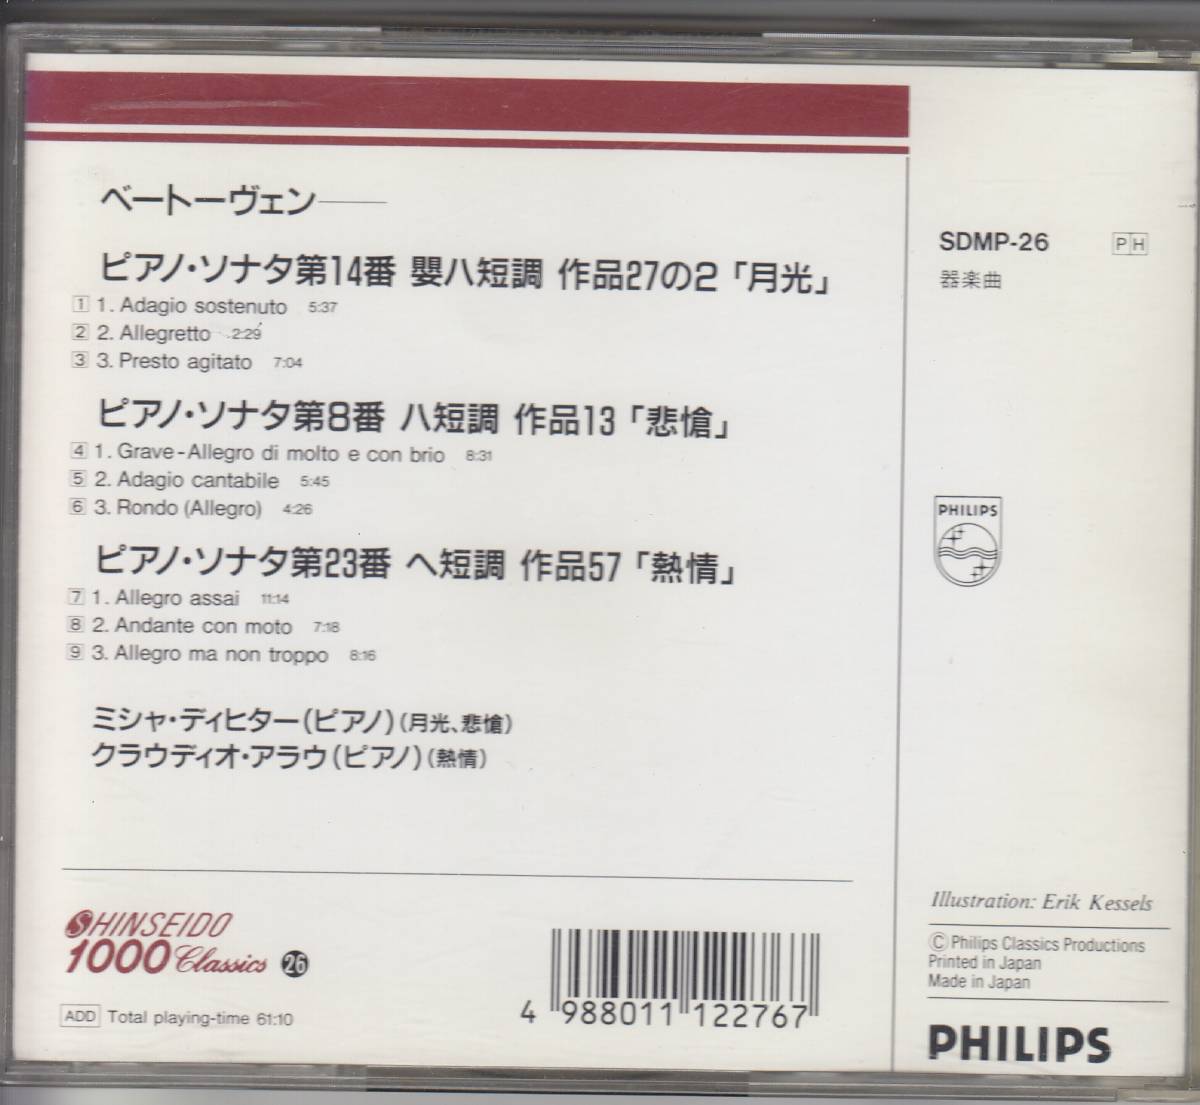 ベートーヴェン――
ピアノ・ソナタ第14番 嬰ハ短調 作品27の2「月光」
1 1. Adagio sostenuto 5:37
2 2. Allegretto 2:29
3 3. Presto agitato 7:04
ピアノ・ソナタ第8番 ハ短調 作品13「悲愴」
4 1. Grave-Allegro di molto e con brio 8:31
5 2. Adagio cantabile 5:45
6 3. Rondo (Allegro) 4:26
ピアノ・ソナタ第23番 ヘ短調 作品57「熱情」
7 1. Allegro assai 11:14
8 2. Andante con moto 7:18
9 3. Allegro ma non troppo 8:16
ミシャ・ディヒター(ピアノ)(月光、悲愴)
クラウディオ・アラウ(ピアノ)(熱情)
SHINSEIDO
1000 Classics 26
ADD Total playing-time 61:10
4 988011 122767
SDMP-26 PH
器楽曲
PHILIPS
Illustration: Erik Kessels
Ⓒ Philips Classics Productions
Printed in Japan
Made in Japan
PHILIPS